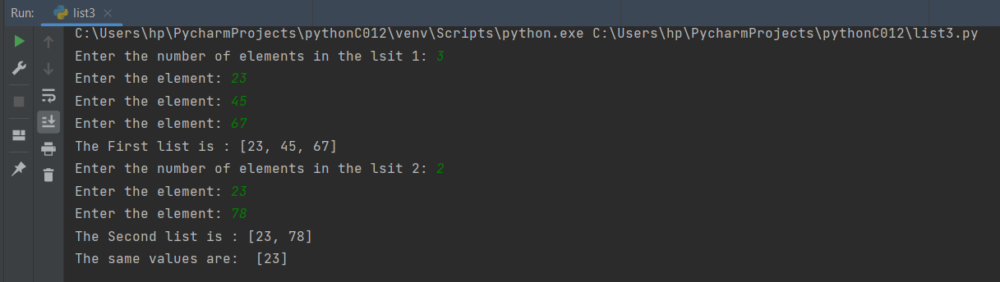 Run: list3
C:\Users\hp\PycharmProjects\pythonC012\venv\Scripts\python.exe C:\Users\hp\PycharmProjects\pythonC012\list3.py
Enter the number of elements in the lsit 1: 3
Enter the element: 23
Enter the element: 45
Enter the element: 67
The First list is : [23, 45, 67]
Enter the number of elements in the lsit 2: 2
Enter the element: 23
Enter the element: 78
The Second list is : [23, 78]
The same values are:  [23]